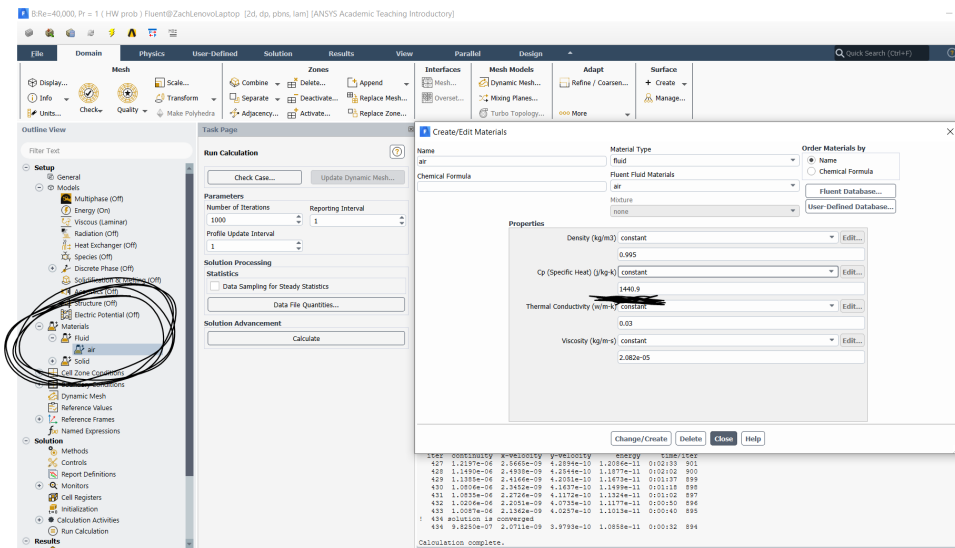 B:Re=40,000, Pr = 1 ( HW prob ) Fluent@ZachLenovoLaptop [2d, dp, pbns, lam] [ANSYS Academic Teaching Introductory]
File Domain Physics User-Defined Solution Results View Parallel Design Quick Search (Ctrl+F)
Mesh Zones Interfaces Mesh Models Adapt Surface
Display... Scale... Combine Delete... Append Mesh... Dynamic Mesh... Refine / Coarsen... + Create
Info Transform Separate Deactivate... Replace Mesh... Overset... Mixing Planes... Manage...
Units... Check Quality Make Polyhedra Adjacency... Activate... Replace Zone... Turbo Topology... More
Outline View
Filter Text
Setup
General
Models
Multiphase (Off)
Energy (On)
Viscous (Laminar)
Radiation (Off)
Heat Exchanger (Off)
Species (Off)
Discrete Phase (Off)
Solidification & Melting (Off)
Acoustics (Off)
Structure (Off)
Electric Potential (Off)
Materials
Fluid
air
Solid
Cell Zone Conditions
Boundary Conditions
Dynamic Mesh
Reference Values
Reference Frames
Named Expressions
Solution
Methods
Controls
Report Definitions
Monitors
Cell Registers
Initialization
Calculation Activities
Run Calculation
Results
Task Page
Run Calculation
Check Case... Update Dynamic Mesh...
Parameters
Number of Iterations Reporting Interval
1000 1
Profile Update Interval
1
Solution Processing
Statistics
Data Sampling for Steady Statistics
Data File Quantities...
Solution Advancement
Calculate
Create/Edit Materials
Name Material Type Order Materials by
air fluid Name
Chemical Formula Fluent Fluid Materials Chemical Formula
air Fluent Database...
Mixture User-Defined Database...
none
Properties
Density (kg/m3) constant Edit...
0.995
Cp (Specific Heat) (j/kg-k) constant Edit...
1440.9
Thermal Conductivity (w/m-k) constant Edit...
0.03
Viscosity (kg/m-s) constant Edit...
2.082e-05
Change/Create Delete Close Help
iter continuity x-velocity y-velocity energy time/iter
427 1.2197e-06 2.5665e-09 4.2894e-10 1.2086e-11 0:02:33 901
428 1.1490e-06 2.4938e-09 4.2544e-10 1.1877e-11 0:02:02 900
429 1.1385e-06 2.4166e-09 4.2051e-10 1.1673e-11 0:01:37 899
430 1.0806e-06 2.3452e-09 4.1637e-10 1.1499e-11 0:01:18 898
431 1.0835e-06 2.2726e-09 4.1172e-10 1.1324e-11 0:01:02 897
432 1.0206e-06 2.2051e-09 4.0735e-10 1.1177e-11 0:00:50 896
433 1.0087e-06 2.1362e-09 4.0257e-10 1.1013e-11 0:00:40 895
! 434 solution is converged
434 9.8250e-07 2.0711e-09 3.9793e-10 1.0858e-11 0:00:32 894
Calculation complete.